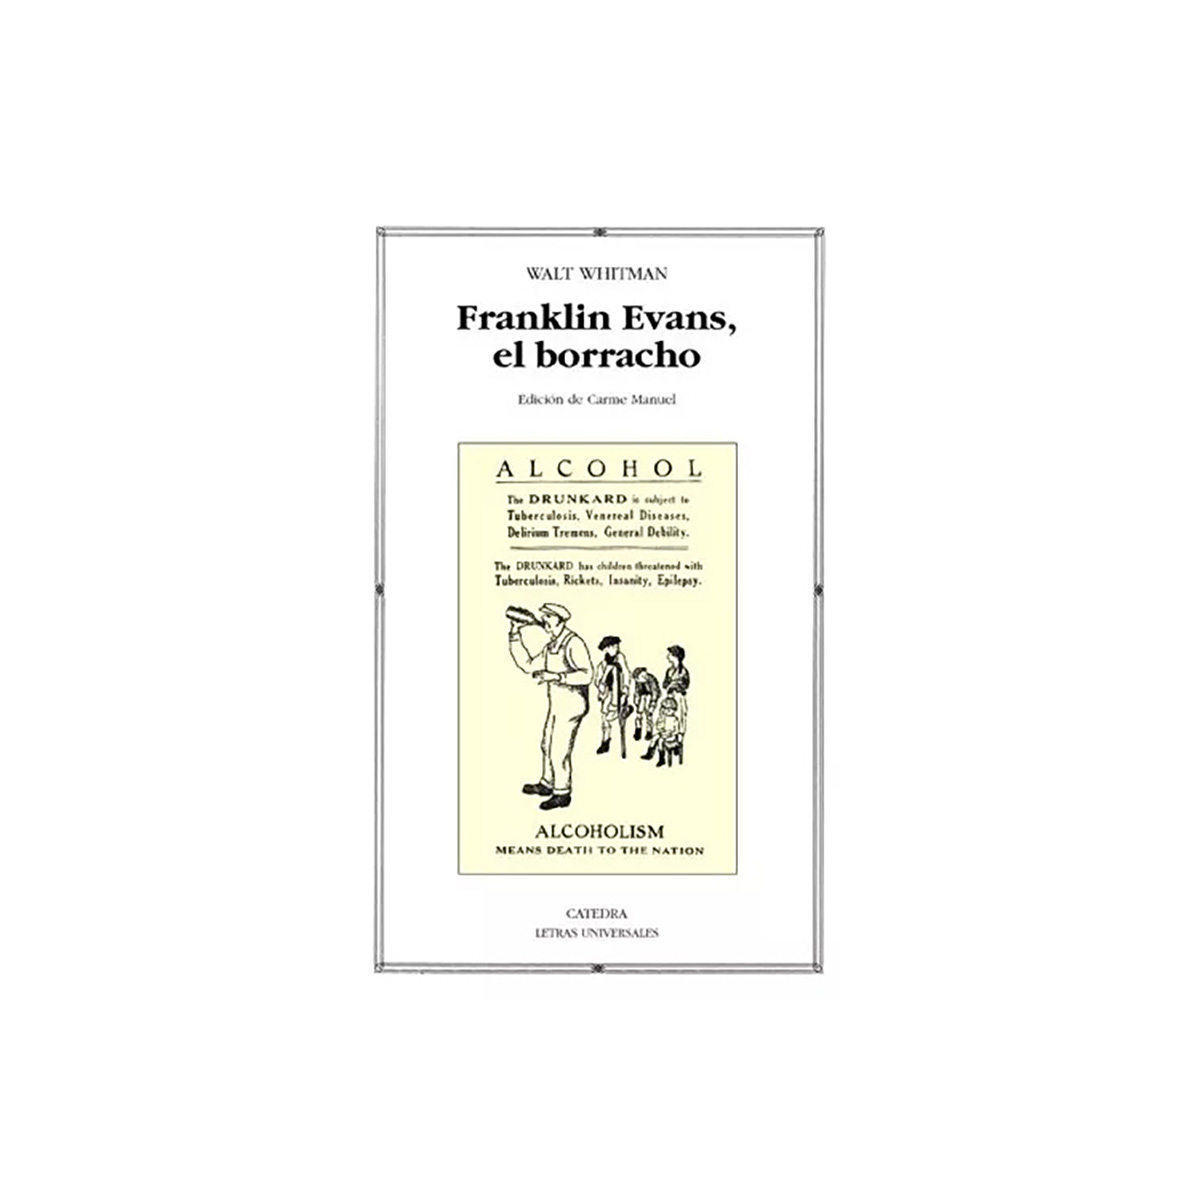 WALT WHITMAN
Franklin Evans,
el borracho
Edición de Carme Manuel
ALCOHOL
The DRUNKARD is subject to
Tuberculosis, Venereal Diseases,
Delirium Tremens, General Debility.
The DRUNKARD has children threatened with
Tuberculosis, Rickets, Insanity, Epilepsy.
ALCOHOLISM
MEANS DEATH TO THE NATION
CATEDRA
LETRAS UNIVERSALES